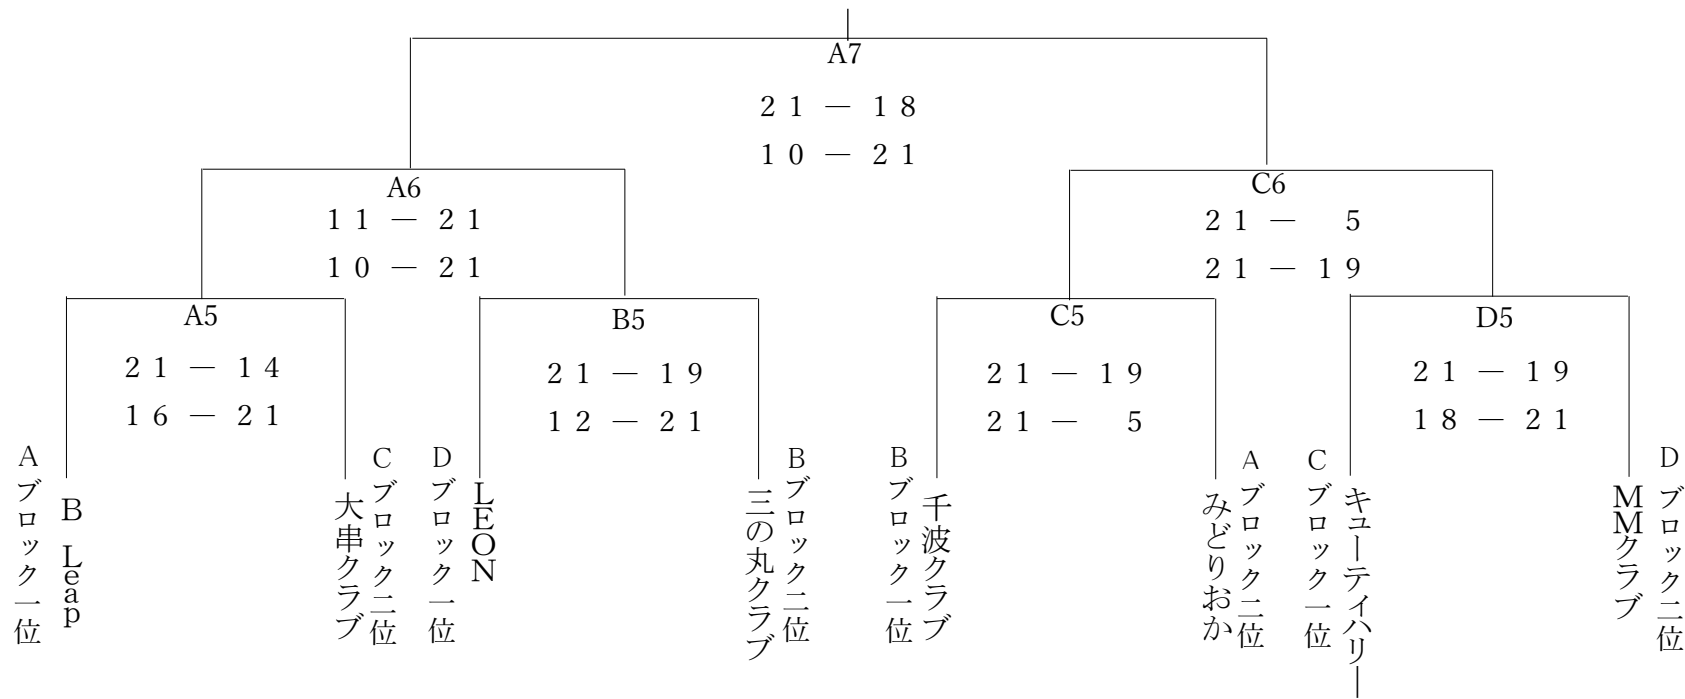 A7
２１ － １８
１０ － ２１
A6
１１ － ２１
１０ － ２１
C6
２１ － ５
２１ － １９
A5
２１ － １４
１６ － ２１
B5
２１ － １９
１２ － ２１
C5
２１ － １９
２１ － ５
D5
２１ － １９
１８ － ２１
Aブロック一位
B Leap
大串クラブ
Cブロック二位
Dブロック一位
LEON
三の丸クラブ
Bブロック二位
Bブロック一位
千波クラブ
みどりおか
Aブロック二位
Cブロック一位
キューティハリー
MMクラブ
Dブロック二位